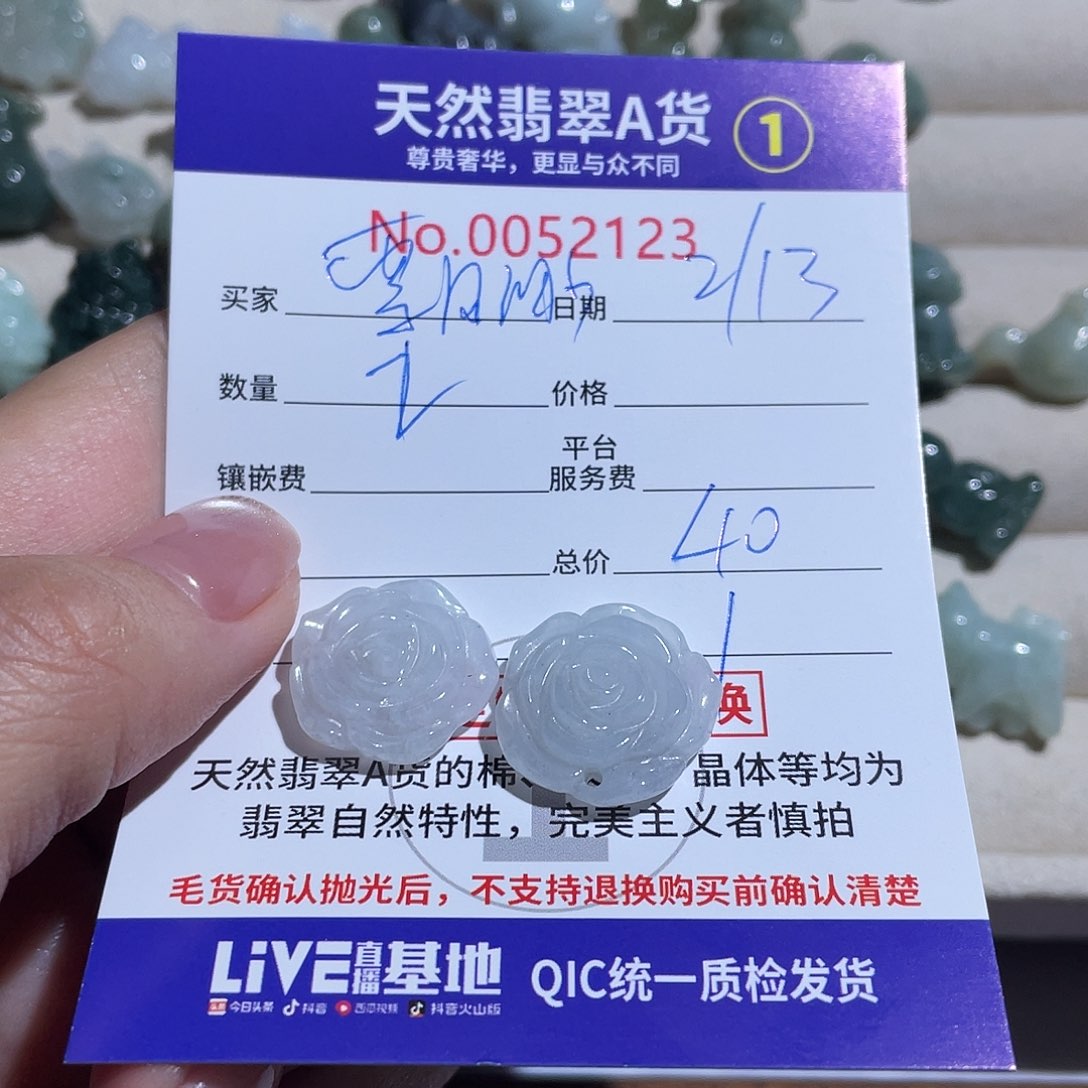 天然翡翠A货 1
尊贵奢华，更显与众不同
No.0052123
买家 日期 2/13
数量 2 价格
镶嵌费 平台服务费
总价 40
1
换
天然翡翠A货的棉、 晶体等均为
翡翠自然特性，完美主义者慎拍
毛货确认抛光后，不支持退换购买前确认清楚
LiVE直播基地 QIC统一质检发货
今日头条 抖音 西瓜视频 抖音火山版